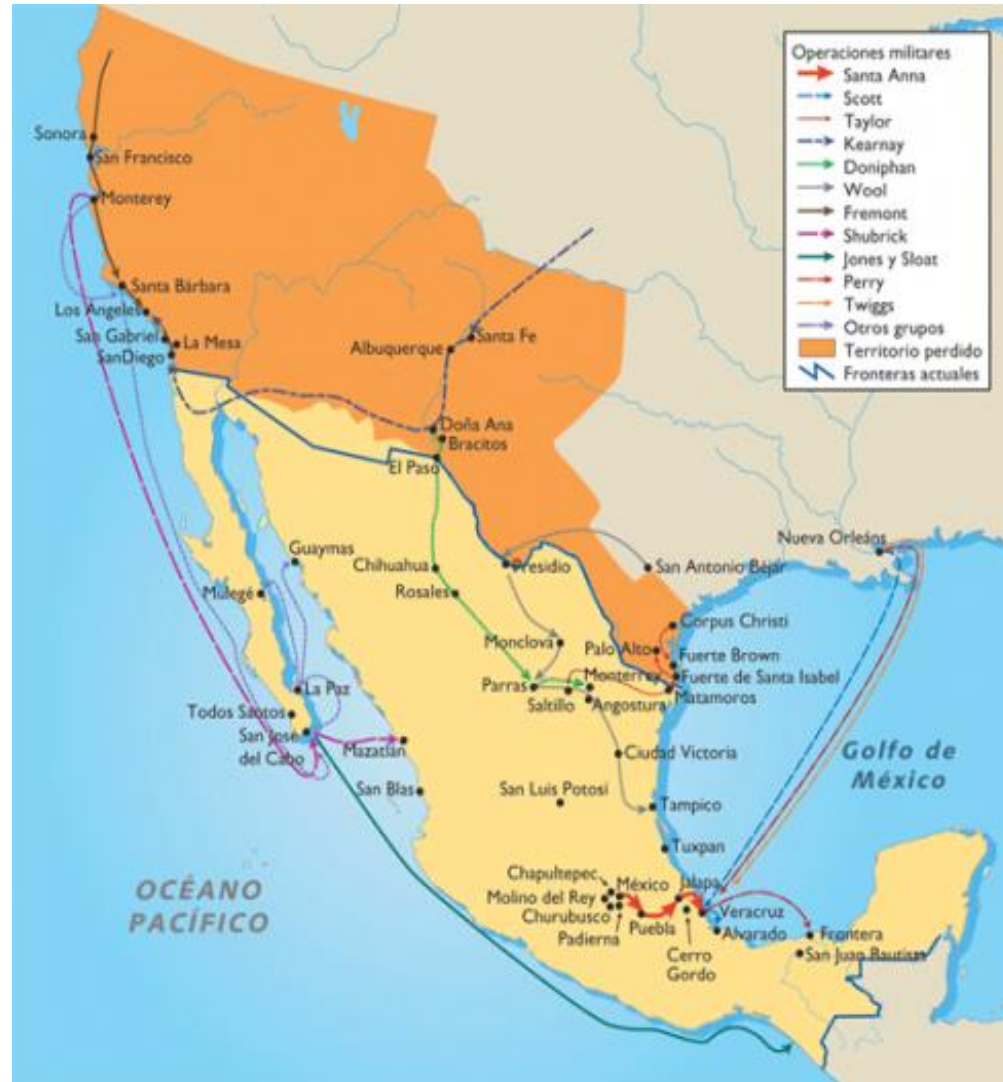 Operaciones militares
Santa Anna
Scott
Taylor
Kearnay
Doniphan
Wool
Fremont
Shubrick
Jones y Sloat
Perry
Twiggs
Otros grupos
Territorio perdido
Fronteras actuales
Sonora
San Francisco
Monterey
Santa Bárbara
Los Angeles
San Gabriel
La Mesa
SanDiego
Albuquerque
Santa Fe
Doña Ana
Bracitos
El Paso
Nueva Orleáns
Guaymas
Chihuahua
Presidio
San Antonio Béjar
Mulegé
Rosales
Corpus Christi
Monclova
Palo Alto
Fuerte Brown
Monterrey
Fuerte de Santa Isabel
Parras
Saltillo
Angostura
Matamoros
La Paz
Todos Santos
San José
del Cabo
Mazatlán
Ciudad Victoria
Golfo de
México
San Blas
San Luis Potosí
Tampico
Tuxpan
OCÉANO
PACÍFICO
Chapultepec
México
Jalapa
Molino del Rey
Churubusco
Puebla
Veracruz
Padierna
Cerro
Gordo
Alvarado
Frontera
San Juan Bautista